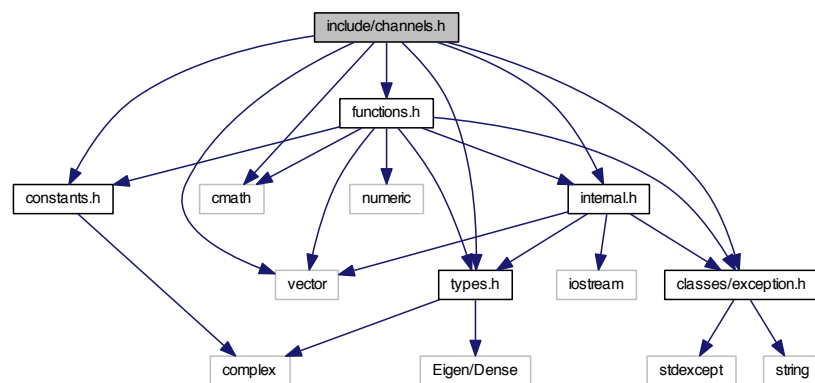 include/channels.h
functions.h
constants.h
cmath
numeric
internal.h
vector
types.h
iostream
classes/exception.h
complex
Eigen/Dense
stdexcept
string